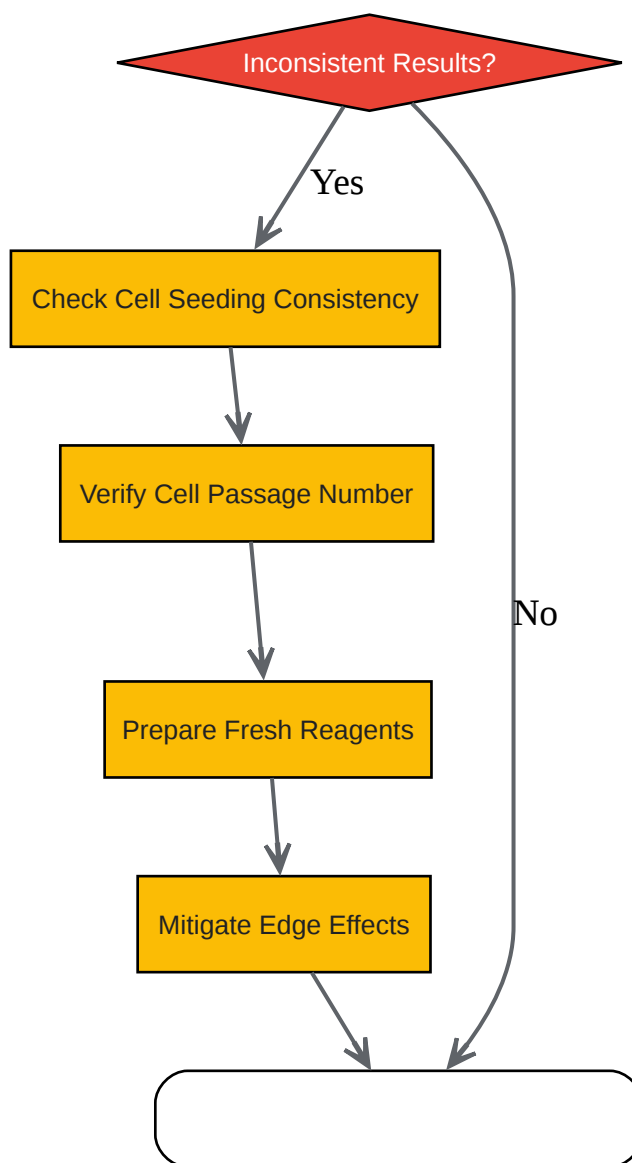 Inconsistent Results?
Yes
Check Cell Seeding Consistency
Verify Cell Passage Number
No
Prepare Fresh Reagents
Mitigate Edge Effects